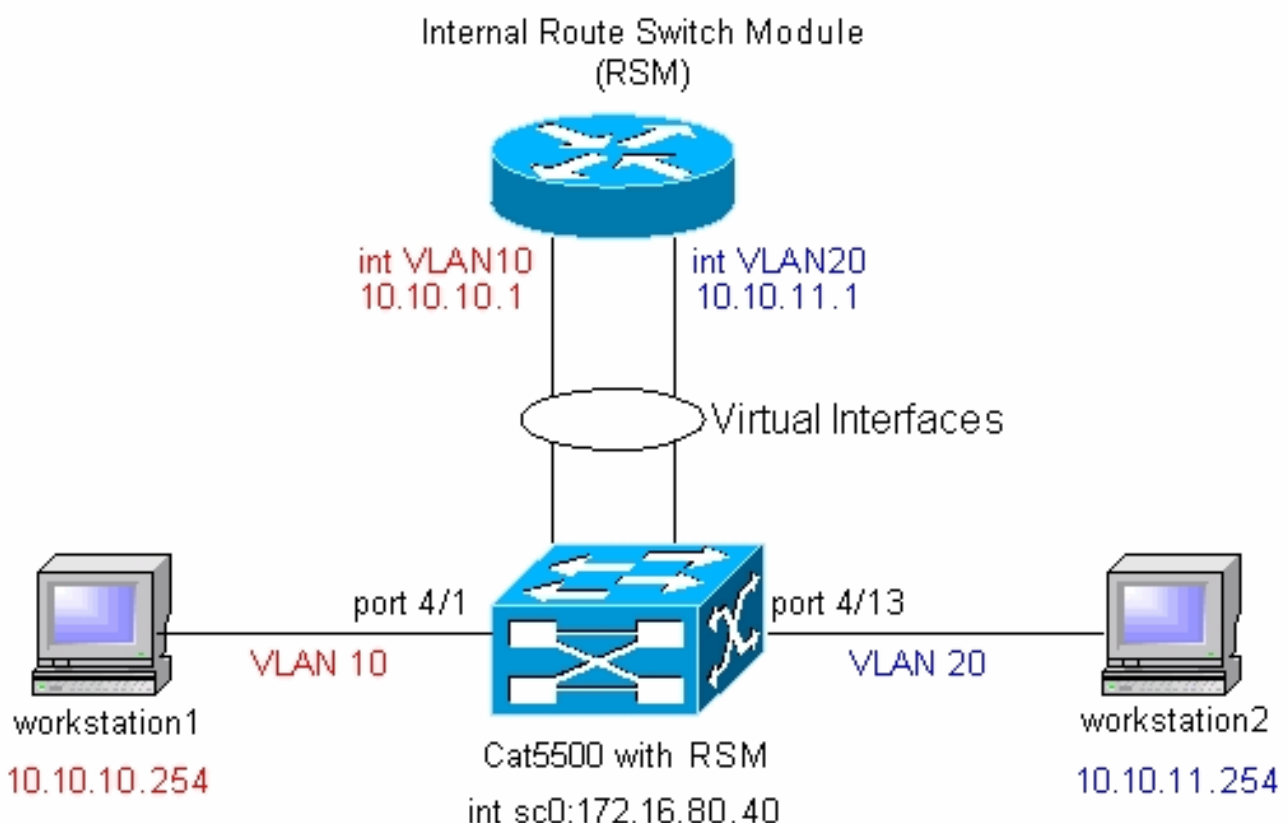 Internal Route Switch Module
(RSM)
int VLAN10
10.10.10.1
int VLAN20
10.10.11.1
Virtual Interfaces
port 4/1
port 4/13
VLAN 10
VLAN 20
workstation1
10.10.10.254
Cat5500 with RSM
int sc0:172.16.80.40
workstation2
10.10.11.254